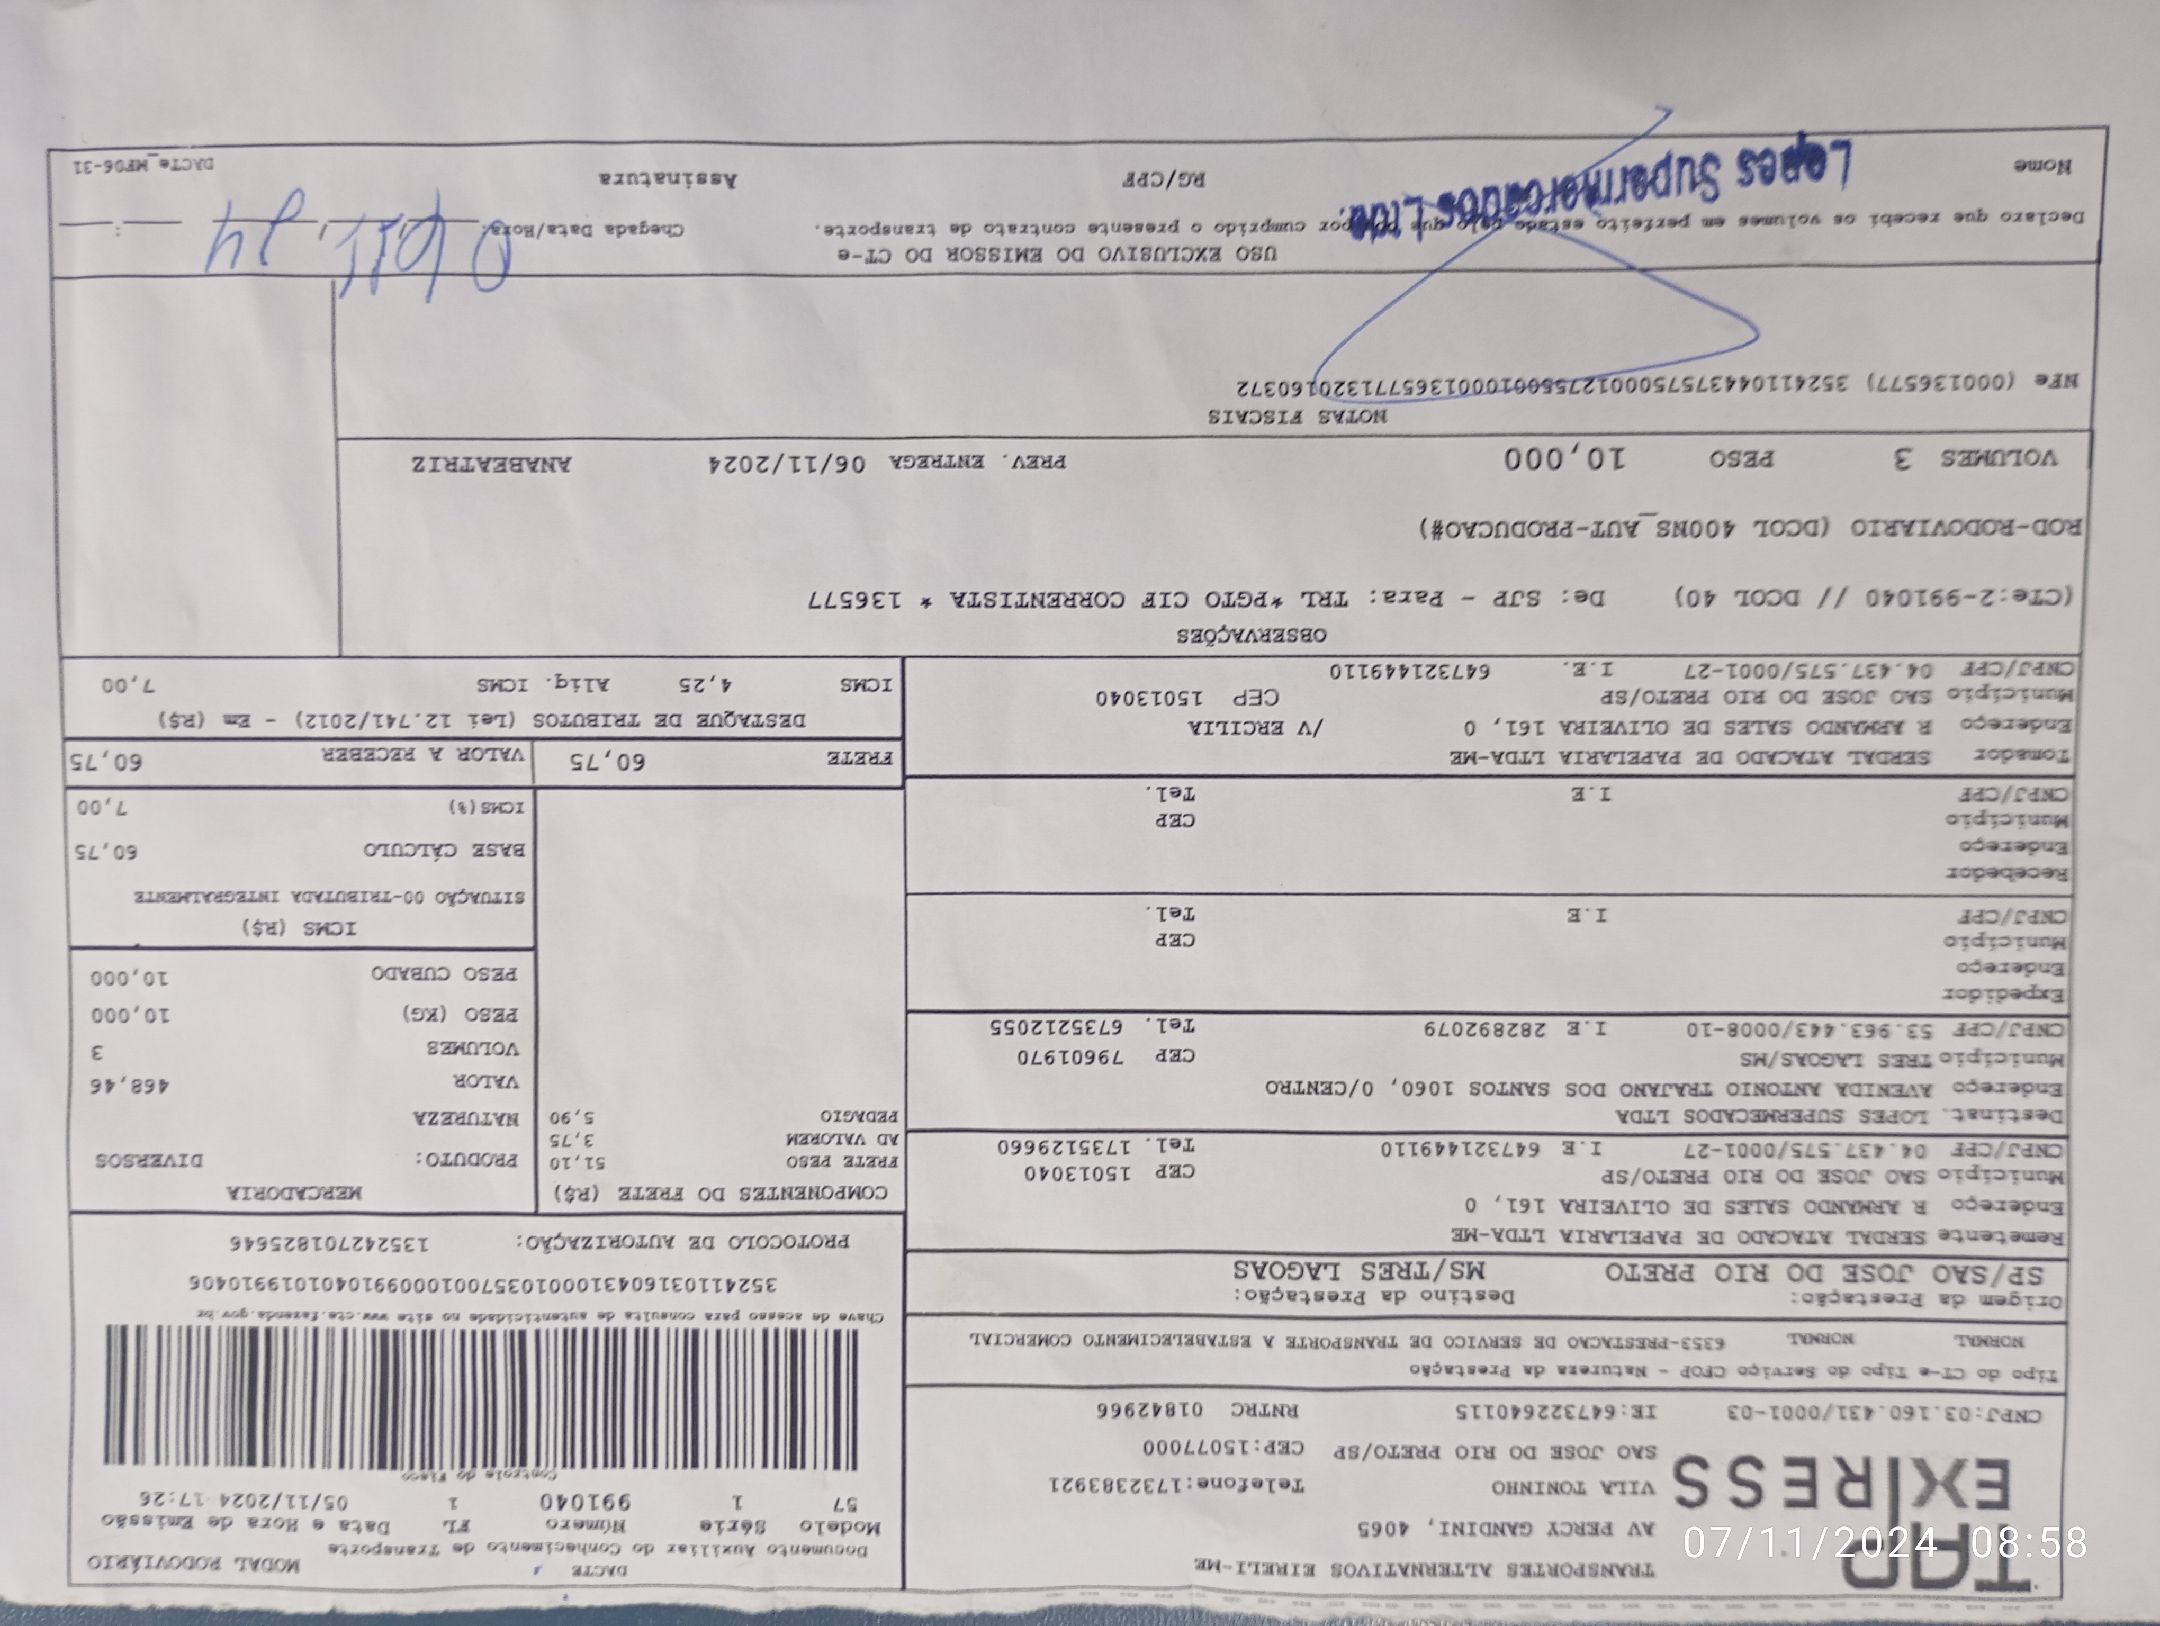 TAP
EXPRESS
TRANSPORTES ALTERNATIVOS EIRELI-ME
AV PERCY GANDINI, 4065
VILA TONINHO Telefone:1732383921
SAO JOSE DO RIO PRETO/SP CEP:15077000
CNPJ:03.160.431/0001-03 IE:647322640115 RNTRC 01842966
DACTE MODAL RODOVIÁRIO
Documento Auxiliar do Conhecimento de Transporte
Modelo Série Número FL Data e Hora de Emissão
57 1 991040 1 05/11/2024-17:26
Controle do Fisco
Chave de acesso para consulta de autenticidade no site www.cte.fazenda.gov.br
35241103160431000103570010009910401019910406
PROTOCOLO DE AUTORIZAÇÃO: 135242701825646
Tipo do CT-e Tipo do Serviço CFOP - Natureza da Prestação
NORMAL NORMAL 6353-PRESTACAO DE SERVICO DE TRANSPORTE A ESTABELECIMENTO COMERCIAL
Origem da Prestação: Destino da Prestação:
SP/SAO JOSE DO RIO PRETO MS/TRES LAGOAS
Remetente SERDAL ATACADO DE PAPELARIA LTDA-ME
Endereço R ARMANDO SALES DE OLIVEIRA 161, 0
Município SAO JOSE DO RIO PRETO/SP CEP 15013040
CNPJ/CPF 04.437.575/0001-27 I.E 647321449110 Tel. 1735129660
Destinat. LOPES SUPERMECADOS LTDA
Endereço AVENIDA ANTONIO TRAJANO DOS SANTOS 1060, 0/CENTRO
Município TRES LAGOAS/MS CEP 79601970
CNPJ/CPF 53.963.443/0008-10 I.E 282892079 Tel. 6735212055
Expedidor
Endereço
Município CEP
CNPJ/CPF I.E Tel.
Recebedor
Endereço
Município CEP
CNPJ/CPF I.E Tel.
Tomador SERDAL ATACADO DE PAPELARIA LTDA-ME
Endereço R ARMANDO SALES DE OLIVEIRA 161, 0 /V ERCILIA
Município SAO JOSE DO RIO PRETO/SP CEP 15013040
CNPJ/CPF 04.437.575/0001-27 I.E. 647321449110
COMPONENTES DO FRETE (R$)
FRETE PESO 51,10
AD VALOREM 3,75
PEDAGIO 5,90
MERCADORIA
PRODUTO: DIVERSOS
NATUREZA
VALOR 468,46
VOLUMES 3
PESO (KG) 10,000
PESO CUBADO 10,000
ICMS (R$)
SITUAÇÃO 00-TRIBUTADA INTEGRALMENTE
BASE CÁLCULO 60,75
ICMS(%) 7,00
FRETE 60,75 VALOR A RECEBER 60,75
DESTAQUE DE TRIBUTOS (Lei 12.741/2012) - Em (R$)
ICMS 4,25 Aliq. ICMS 7,00
OBSERVAÇÕES
(CTe:2-991040 // DCOL 40) De: SJP - Para: TRL *PGTO CIF CORRENTISTA * 136577
ROD-RODOVIARIO (DCOL 400NS_AUT-PRODUCAO#)
VOLUMES 3 PESO 10,000 PREV. ENTREGA 06/11/2024 ANABEATRIZ
NOTAS FISCAIS
NFe (000136577) 35241104437575000127550010001365771320160372
USO EXCLUSIVO DO EMISSOR DO CT-e
Declaro que recebi os volumes em perfeito estado pelo que dou por cumprido o presente contrato de transporte.
Chegada Data/Hora:
Lopes Supermercados Ltda.
Nome RG/CPF Assinatura
DACTe_MF06-31
07/11/2024 08:58